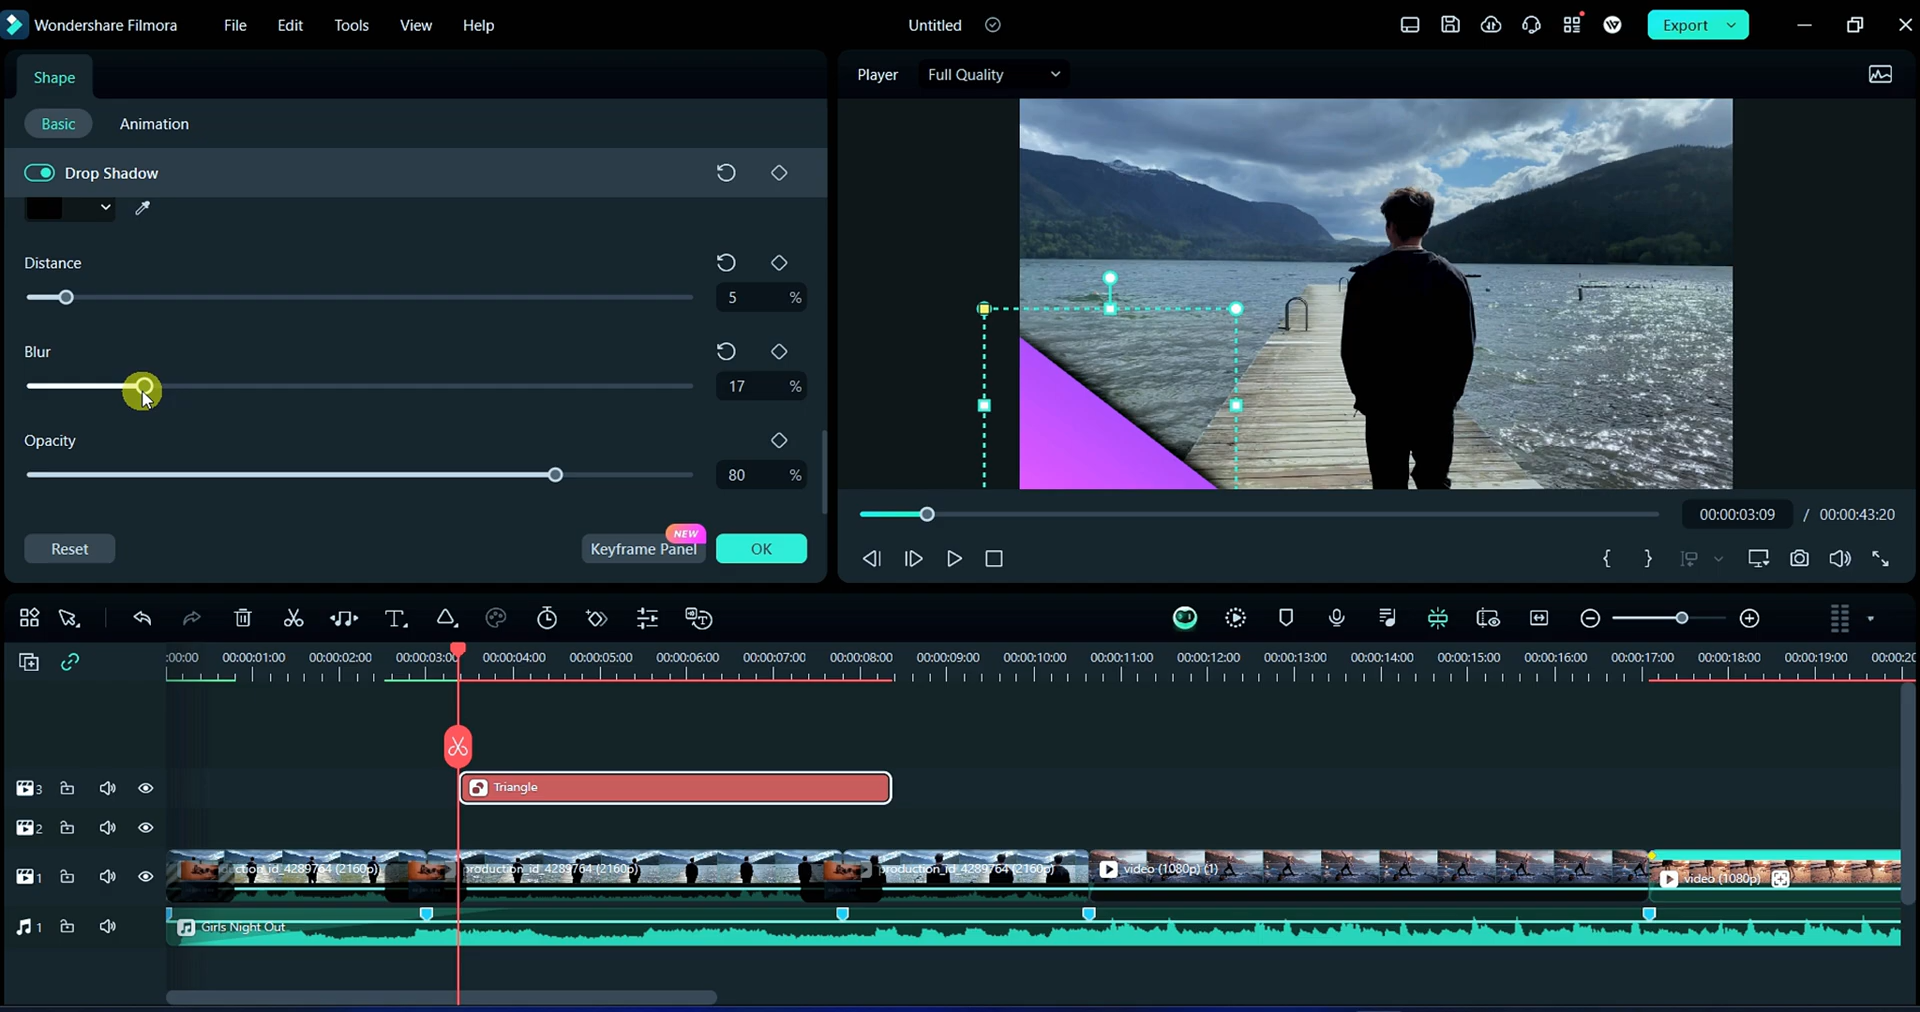 Wondershare Filmora File Edit Tools View Help Untitled Export
Shape
Player Full Quality
Basic Animation
Drop Shadow
Distance
5 %
Blur
17 %
Opacity
80 %
NEW
Reset Keyframe Panel OK
00:00:03:09 / 00:00:43:20
:00:00 00:00:01:00 00:00:02:00 00:00:03:00 00:00:04:00 00:00:05:00 00:00:06:00 00:00:07:00 00:00:08:00 00:00:09:00 00:00:10:00 00:00:11:00 00:00:12:00 00:00:13:00 00:00:14:00 00:00:15:00 00:00:16:00 00:00:17:00 00:00:18:00 00:00:19:00 00:00:20
3 Triangle
2
1 production_id_4289764 (2160p) production_id_4289764 (2160p) video (1080p) (1) video (1080p)
1 Girls Night Out